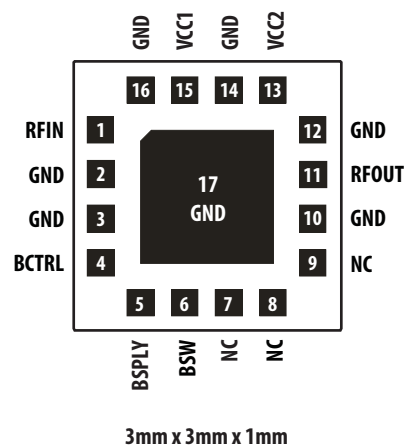 GND VCC1 GND VCC2
16 15 14 13
RFIN 1 12 GND
GND 2 11 RFOUT
17
GND
GND 3 10 GND
BCTRL 4 9 NC
5 6 7 8
BSPLY BSW NC NC
3mm x 3mm x 1mm